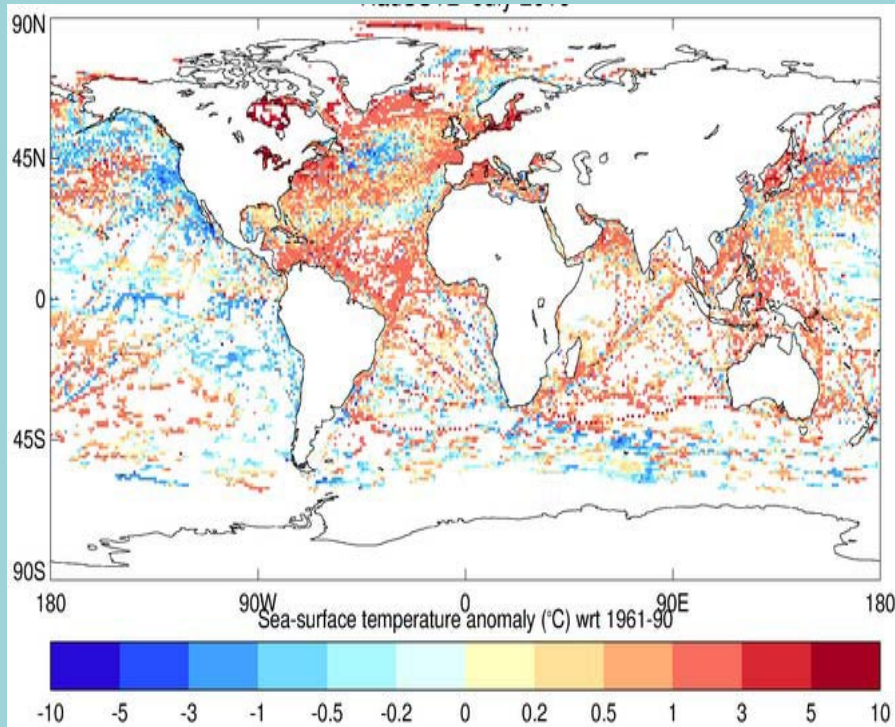 90N
45N
0
45S
90S
180 90W 0 90E 180
Sea-surface temperature anomaly (°C) wrt 1961-90
-10 -5 -3 -1 -0.5 -0.2 0 0.2 0.5 1 3 5 10